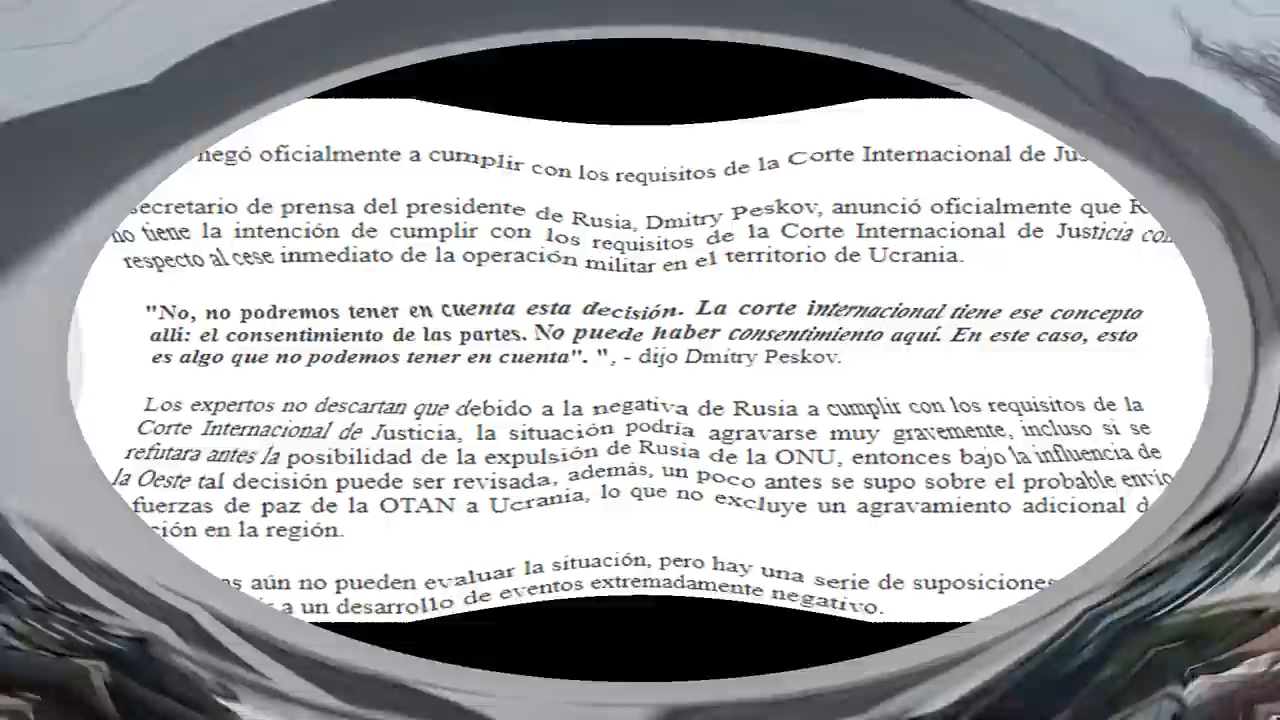 negó oficialmente a cumplir con los requisitos de la Corte Internacional de Jus
secretario de prensa del presidente de Rusia, Dmitry Peskov, anunció oficialmente que R
no tiene la intención de cumplir con los requisitos de la Corte Internacional de Justicia con
respecto al cese inmediato de la operación militar en el territorio de Ucrania.
"No, no podremos tener en cuenta esta decisión. La corte internacional tiene ese concepto
allí: el consentimiento de las partes. No puede haber consentimiento aquí. En este caso, esto
es algo que no podemos tener en cuenta". ", - dijo Dmitry Peskov.
Los expertos no descartan que debido a la negativa de Rusia a cumplir con los requisitos de la
Corte Internacional de Justicia, la situación podría agravarse muy gravemente, incluso si se
refutara antes la posibilidad de la expulsión de Rusia de la ONU, entonces bajo la influencia de
la Oeste tal decisión puede ser revisada, además, un poco antes se supo sobre el probable envío
fuerzas de paz de la OTAN a Ucrania, lo que no excluye un agravamiento adicional d
ción en la región.
as aún no pueden evaluar la situación, pero hay una serie de suposiciones
a un desarrollo de eventos extremadamente negativo.